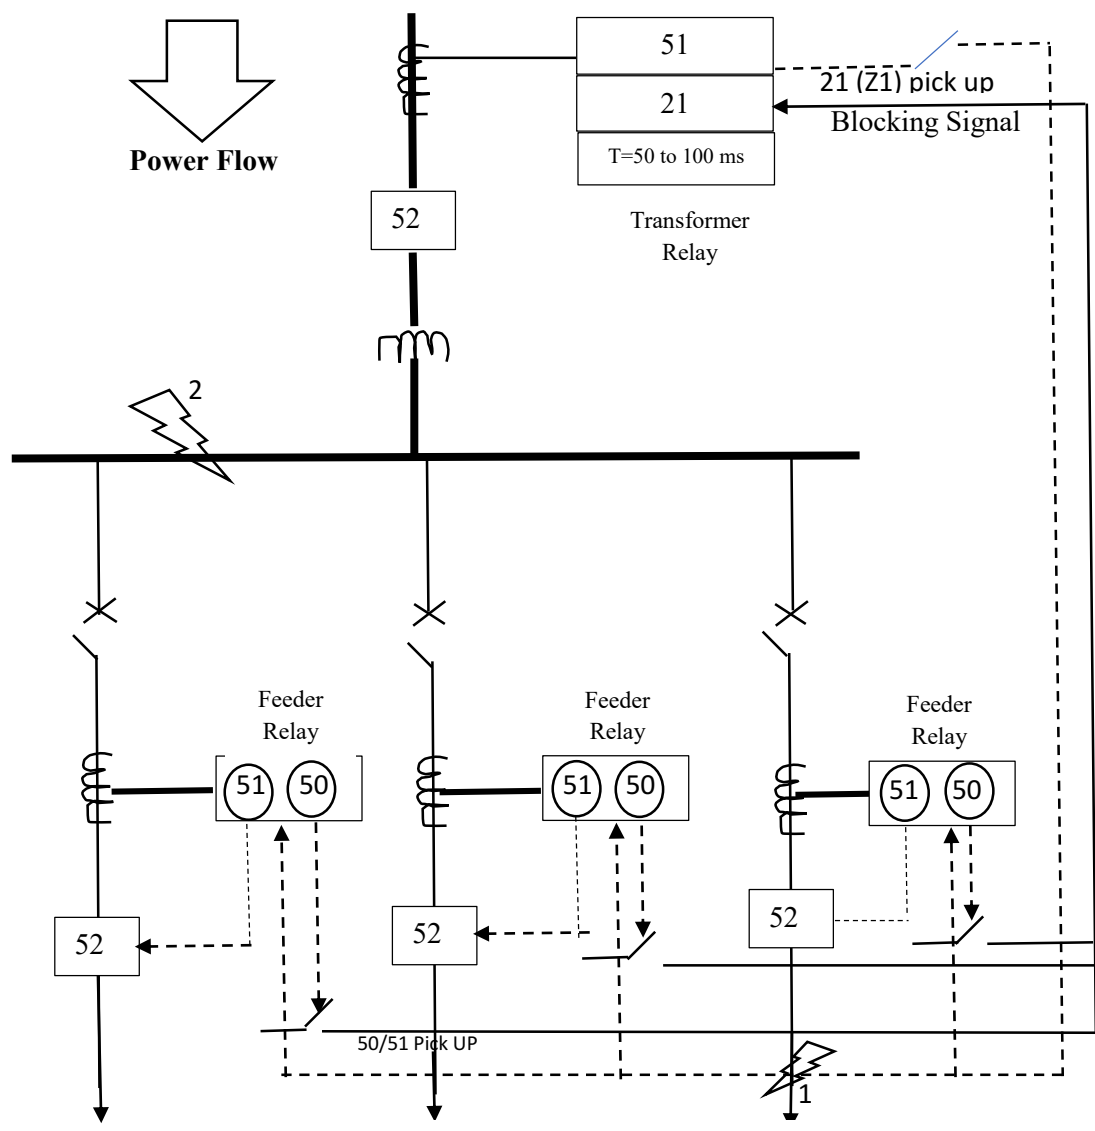 51
21 (Z1) pick up
21
Blocking Signal
Power Flow
T=50 to 100 ms
52
Transformer
Relay
2
Feeder
Relay
Feeder
Relay
Feeder
Relay
51 50
51 50
51 50
52
52
52
50/51 Pick UP
1